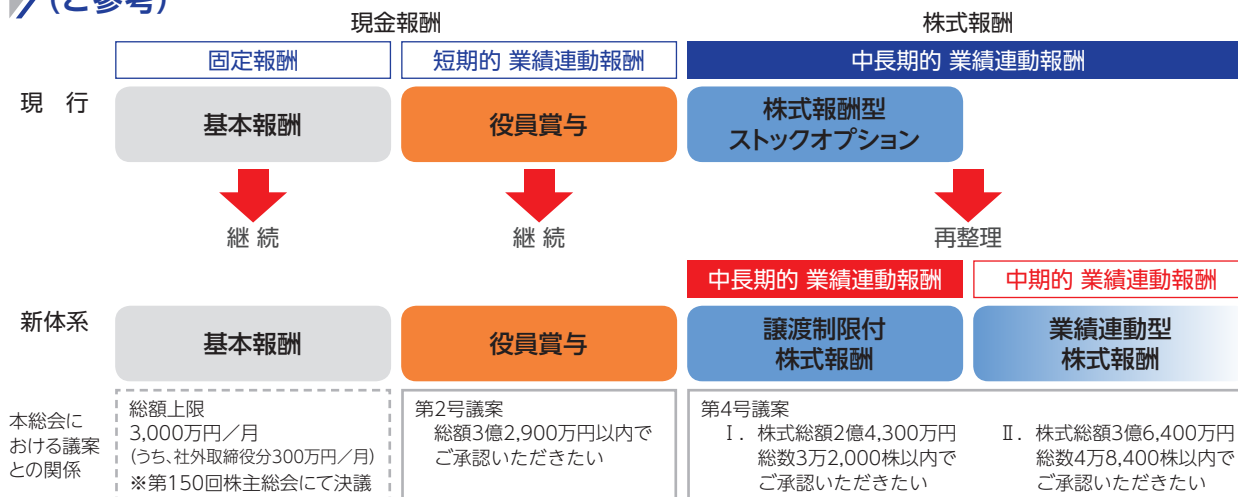 （ご参考）
現金報酬
株式報酬
固定報酬
短期的 業績連動報酬
中長期的 業績連動報酬
現 行
基本報酬
役員賞与
株式報酬型
ストックオプション
継 続
継 続
再整理
中長期的 業績連動報酬
中期的 業績連動報酬
新体系
基本報酬
役員賞与
譲渡制限付
株式報酬
業績連動型
株式報酬
本総会に
おける議案
との関係
総額上限
3,000万円／月
(うち、社外取締役分300万円／月)
※第150回株主総会にて決議
第2号議案
総額3億2,900万円以内で
ご承認いただきたい
第4号議案
Ⅰ．株式総額2億4,300万円
総数3万2,000株以内で
ご承認いただきたい
Ⅱ．株式総額3億6,400万円
総数4万8,400株以内で
ご承認いただきたい